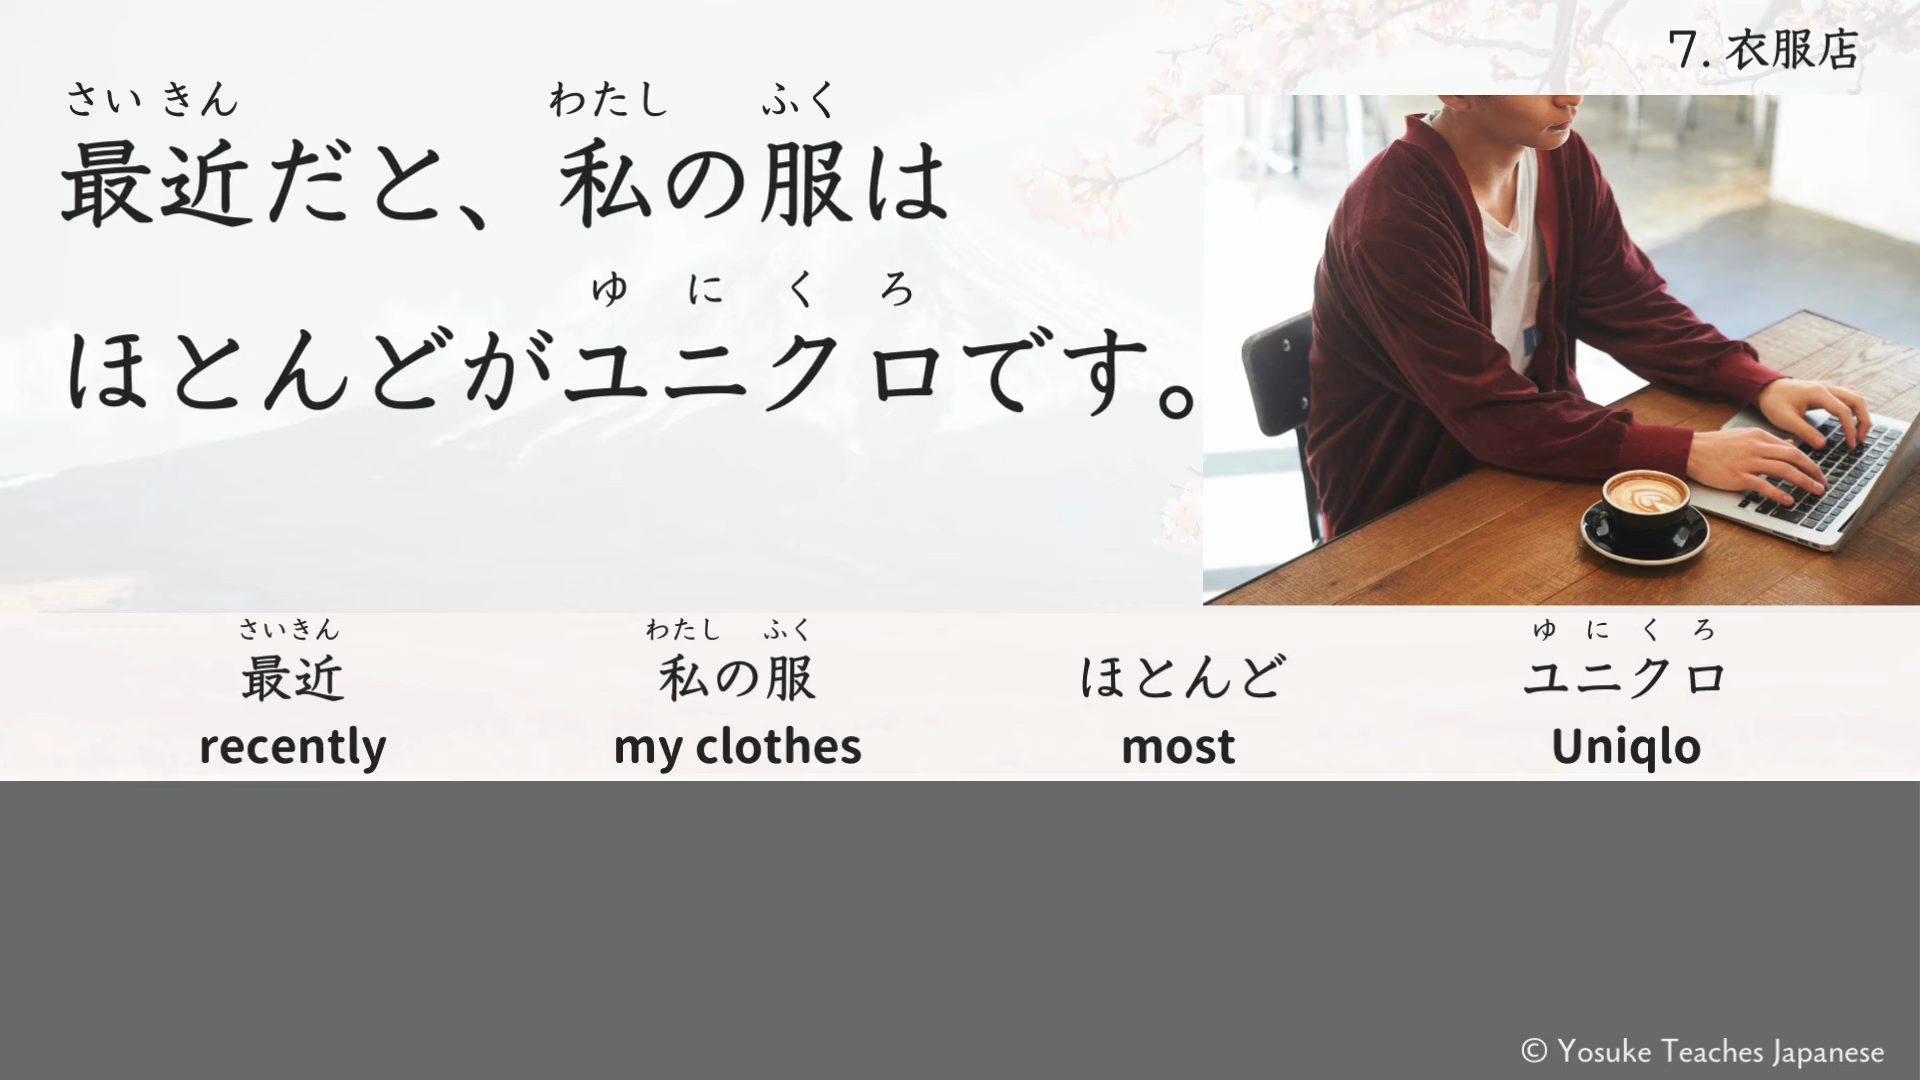 7. 衣服店
さい きん わたし ふく
最近だと、私の服は
ゆ に く ろ
ほとんどがユニクロです。
さいきん わたし ふく ゆ に く ろ
最近 私の服 ほとんど ユニクロ
recently my clothes most Uniqlo
© Yosuke Teaches Japanese